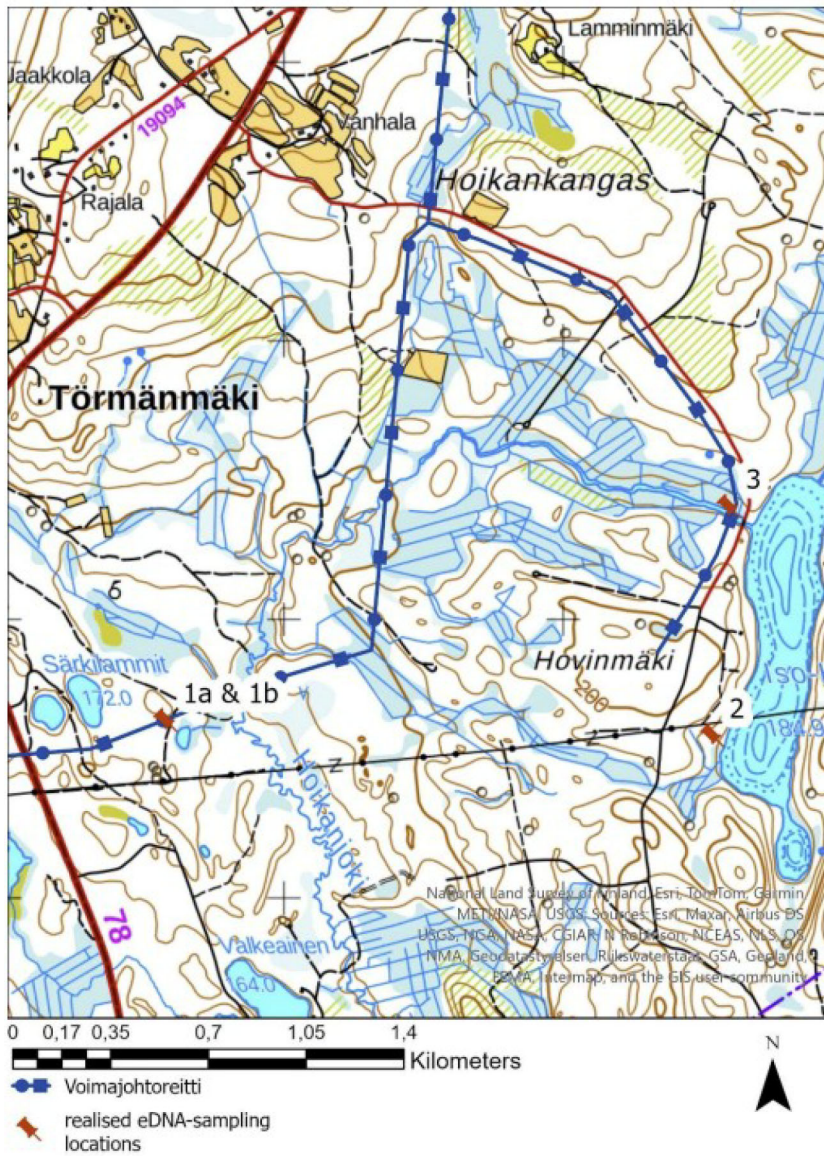 Lamminmäki
Jaakkola
19094
Vanhala
Rajala
Hoikankangas
Törmänmäki
3
6
Hovinmäki
Särkilammit
172.0
1a & 1b
200
2
Iso-
184.9
Z
Z
Hoikanjoki
78
Valkeainen
164.0
National Land Survey of Finland, Esri, TomTom, Garmin,
METI/NASA, USGS, Sources: Esri, Maxar, Airbus DS,
USGS, NGA, NASA, CGIAR, N Robinson, NCEAS, NLS, OS,
NMA, Geodatastyrelsen, Rijkswaterstaat, GSA, Geoland,
FEMA, Intermap, and the GIS user community
0 0,17 0,35 0,7 1,05 1,4
Kilometers
N
Voimajohtoreitti
realised eDNA-sampling
locations